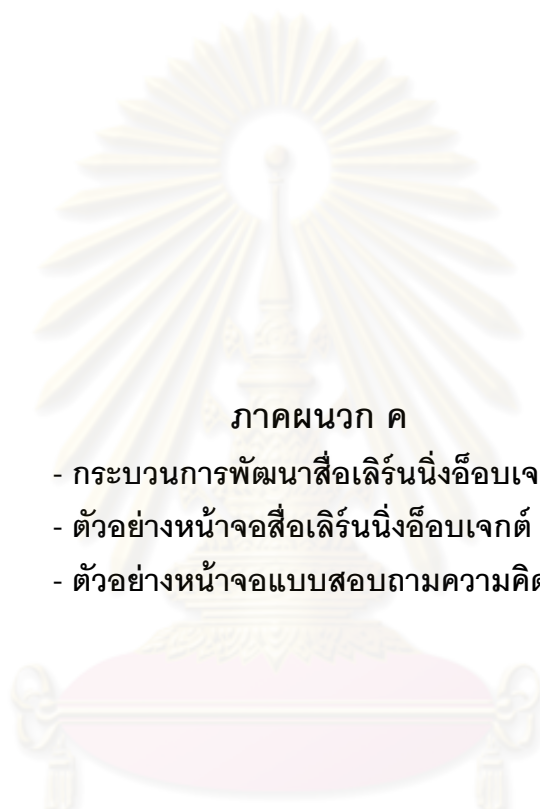 ภาคผนวก ค
- กระบวนการพัฒนาสื่อเลิร์นนิ่งอ็อบเจ
- ตัวอย่างหน้าจอสื่อเลิร์นนิ่งอ็อบเจกต์
- ตัวอย่างหน้าจอแบบสอบถามความคิด